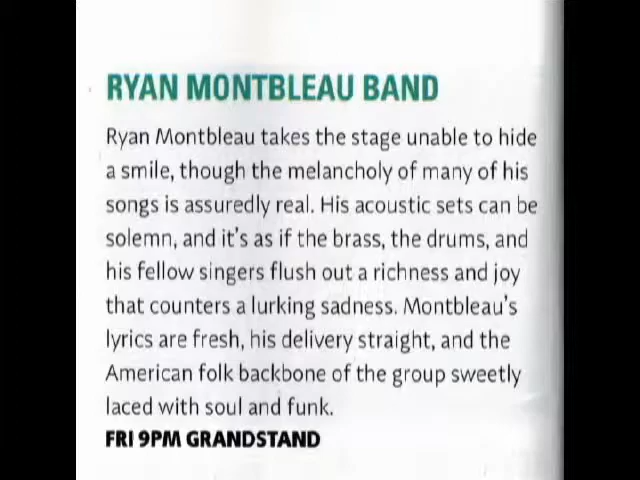 RYAN MONTBLEAU BAND
Ryan Montbleau takes the stage unable to hide
a smile, though the melancholy of many of his
songs is assuredly real. His acoustic sets can be
solemn, and it's as if the brass, the drums, and
his fellow singers flush out a richness and joy
that counters a lurking sadness. Montbleau's
lyrics are fresh, his delivery straight, and the
American folk backbone of the group sweetly
laced with soul and funk.
FRI 9PM GRANDSTAND